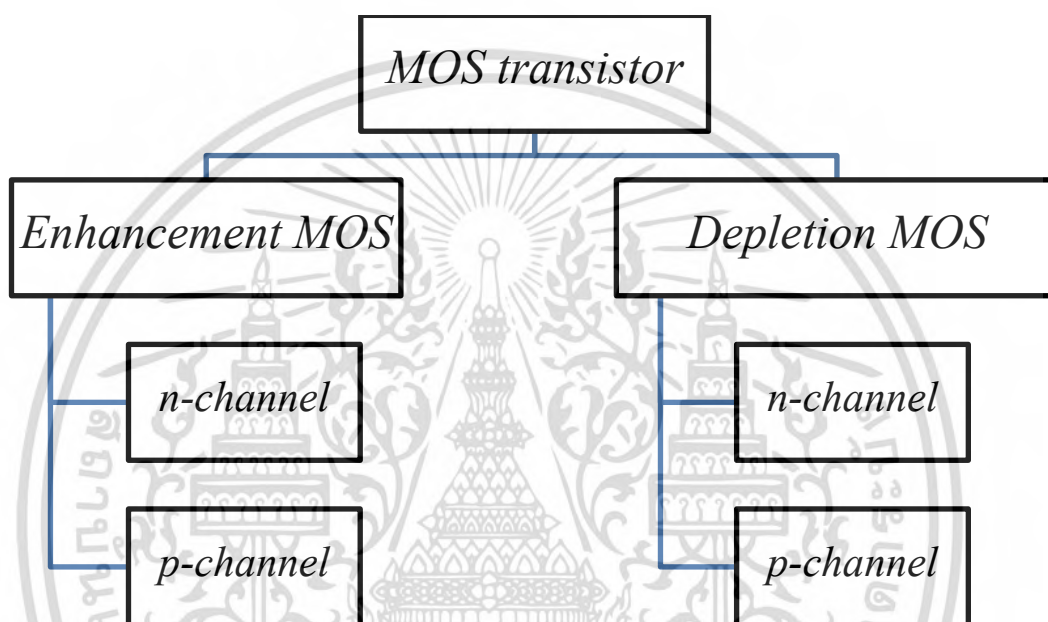 MOS transistor
Enhancement MOS
Depletion MOS
n-channel
n-channel
p-channel
p-channel